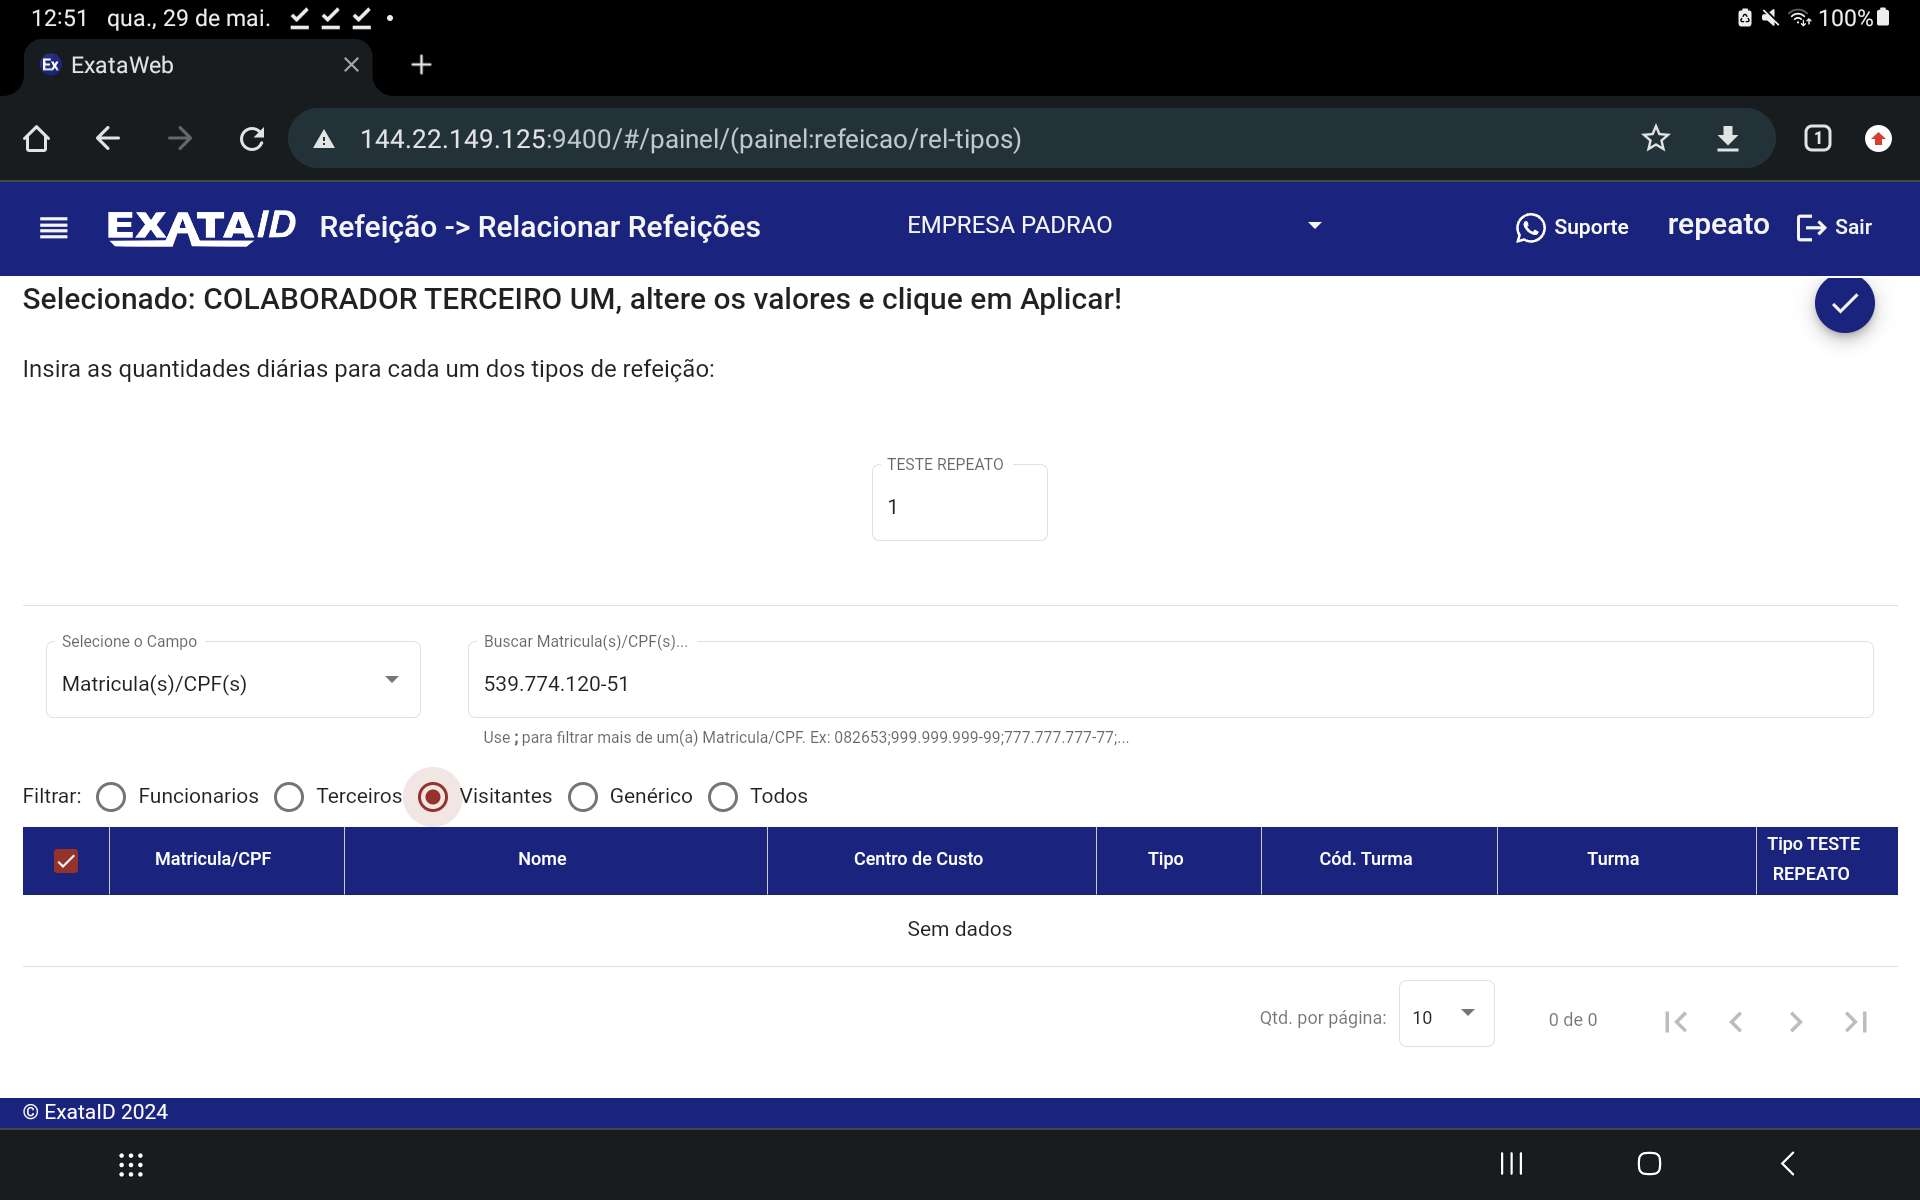 12:51 qua., 29 de mai.
100%
Ex ExataWeb
144.22.149.125:9400/#/painel/(painel:refeicao/rel-tipos)
1
EXATAID Refeição -> Relacionar Refeições EMPRESA PADRAO Suporte repeato Sair
Selecionado: COLABORADOR TERCEIRO UM, altere os valores e clique em Aplicar!
Insira as quantidades diárias para cada um dos tipos de refeição:
TESTE REPEATO
1
Selecione o Campo
Matricula(s)/CPF(s)
Buscar Matricula(s)/CPF(s)...
539.774.120-51
Use ; para filtrar mais de um(a) Matricula/CPF. Ex: 082653;999.999.999-99;777.777.777-77;...
Filtrar: Funcionarios Terceiros Visitantes Genérico Todos
Matricula/CPF Nome Centro de Custo Tipo Cód. Turma Turma Tipo TESTE
REPEATO
Sem dados
Qtd. por página: 10 0 de 0
© ExataID 2024